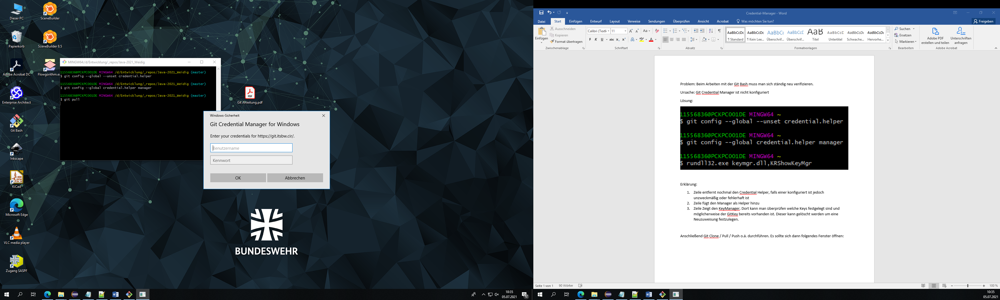 Dieser PC
SceneBuilder
Papierkorb
SceneBuilder 8.5
Adobe Acrobat DC
Flowgorithm.ex
Enterprise Architect
Git Bash
Inkscape
KiCad
Microsoft Edge
VLC media player
Zugang SASPF
MINGW64:/d/Entwicklung/_repos/Java-2021_Weidig
11556836@PCKPCOO1DE MINGW64 /d/Entwicklung/_repos/Java-2021_Weidig (master)
$ git config --global --unset credential.helper
11556836@PCKPCOO1DE MINGW64 /d/Entwicklung/_repos/Java-2021_Weidig (master)
$ git config --global credential.helper manager
11556836@PCKPCOO1DE MINGW64 /d/Entwicklung/_repos/Java-2021_Weidig (master)
$ git pull
PDF
Git Anleitung.pdf
Windows-Sicherheit
Git Credential Manager for Windows
Enter your credentials for https://git.itsbw.cir/.
Benutzername
Kennwort
OK Abbrechen
BUNDESWEHR
10:35
05.07.2021
12
Credential-Manager - Word
Datei Start Einfügen Entwurf Layout Verweise Sendungen Überprüfen Ansicht Acrobat Was möchten Sie tun? Freigeben
Einfügen
Ausschneiden
Kopieren
Format übertragen
Zwischenablage
Calibri (Textk 11
F K U abc x₂ x²
Schriftart
Absatz
AaBbCcDc AaBbCcDc AaBbCc AaBbCcD AaB AaBbCcD AaBbCcDc AaBbCcDc
¶ Standard ¶ Kein Lee... Überschrif... Überschrif... Titel Untertitel Schwache... Hervorhe...
Formatvorlagen
Suchen
Ersetzen
Markieren
Bearbeiten
Adobe PDF
erstellen und teilen
Unterschriften
anfragen
Adobe Acrobat
Problem: Beim Arbeiten mit der Git Bash muss man sich ständig neu verifizieren.
Ursache: Git Credential Manager ist nicht konfiguriert
Lösung:
11556836@PCKPCOO1DE MINGW64 ~
$ git config --global --unset credential.helper
11556836@PCKPCOO1DE MINGW64 ~
$ git config --global credential.helper manager
11556836@PCKPCOO1DE MINGW64 ~
$ rundll32.exe keymgr.dll,KRShowKeyMgr
Erklärung:
1. Zeile entfernt nochmal den Credential Helper, falls einer konfiguriert ist jedoch
unzweckmäßig oder fehlerhaft ist
2. Zeile fügt den Manager als Helper hinzu
3. Zeile Zeigt den KeyManager. Dort kann man überprüfen welche Keys festgelegt sind und
möglicherweise der GitKey bereits vorhanden ist. Dieser kann gelöscht werden um eine
Neuzuweisung festzulegen.
Anschließend Git Clone / Pull / Push o.ä. durchführen. Es sollte sich dann folgendes Fenster öffnen:
Seite 1 von 1 90 Wörter
100 %
10:35
05.07.2021